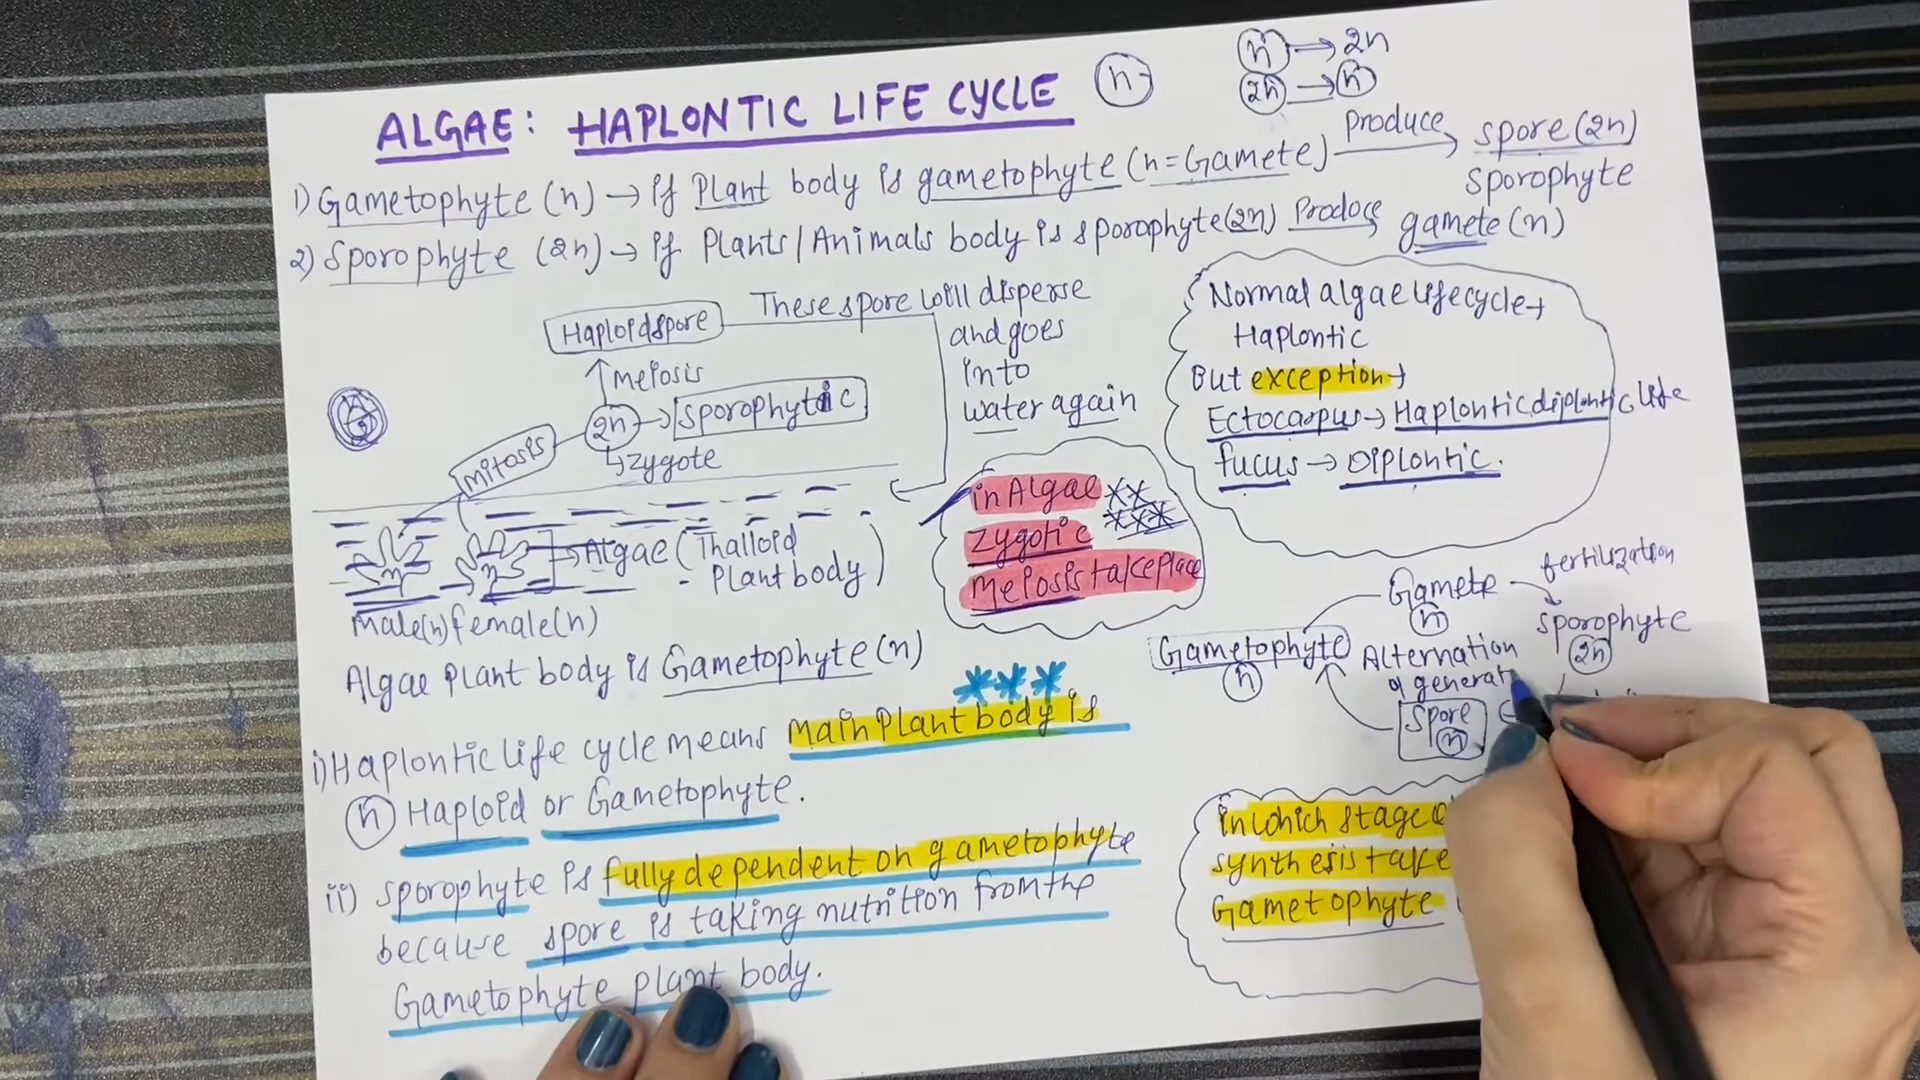 ALGAE: HAPLONTIC LIFE CYCLE (n)
n → 2n
2n → n
1) Gametophyte (n) → if Plant body is gametophyte (n=Gamete) Produce → spore (2n)
sporophyte
2) Sporophyte (2n) → if Plants/Animals body is sporophyte (2n) Produce → gamete (n)
Haploid spore
These spore will disperse
and goes
into
water again
↑ meiosis
2n → sporophytic
↳ zygote
mitosis
Normal algae lifecycle →
Haplontic
But exception →
Ectocarpus → Haplontic diplontic life
fucus → Diplontic.
in Algae
zygotic
meiosis take place
n n → Algae (Thalloid
- Plant body)
Male(n) female(n)
Algae plant body is Gametophyte (n)
Gamete
n
fertilization
sporophyte
2n
Gametophyte
n
Alternation
of generati
Spore
n
i) Haplontic life cycle means main plant body is
n Haploid or Gametophyte.
ii) sporophyte is fully dependent on gametophyte
because spore is taking nutrition from the
Gametophyte plant body.
in which stage
synthesis take
Gametophyte